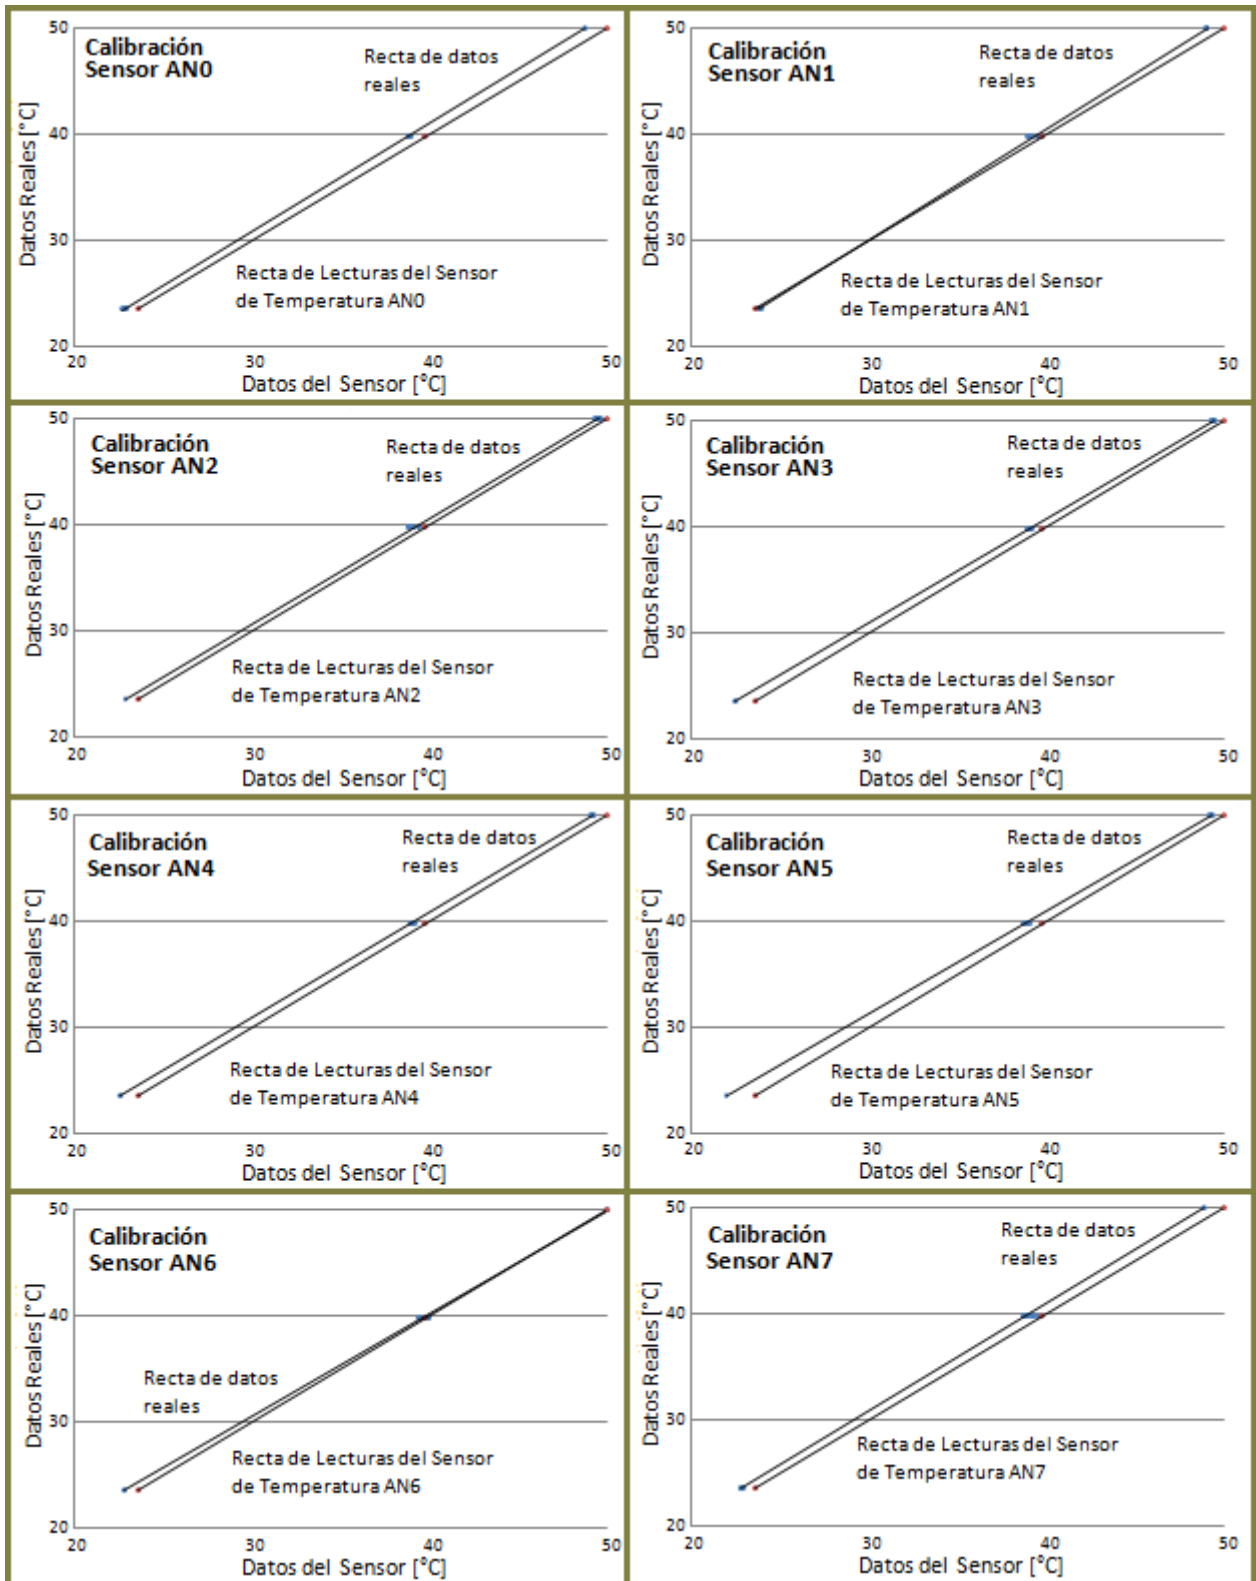 Calibración
Sensor AN0
Recta de datos
reales
Datos Reales [°C]
50
40
30
20
Recta de Lecturas del Sensor
de Temperatura AN0
20 30 40 50
Datos del Sensor [°C]
Calibración
Sensor AN1
Recta de datos
reales
Datos Reales [°C]
50
40
30
20
Recta de Lecturas del Sensor
de Temperatura AN1
20 30 40 50
Datos del Sensor [°C]
Calibración
Sensor AN2
Recta de datos
reales
Datos Reales [°C]
50
40
30
20
Recta de Lecturas del Sensor
de Temperatura AN2
20 30 40 50
Datos del Sensor [°C]
Calibración
Sensor AN3
Recta de datos
reales
Datos Reales [°C]
50
40
30
20
Recta de Lecturas del Sensor
de Temperatura AN3
20 30 40 50
Datos del Sensor [°C]
Calibración
Sensor AN4
Recta de datos
reales
Datos Reales [°C]
50
40
30
20
Recta de Lecturas del Sensor
de Temperatura AN4
20 30 40 50
Datos del Sensor [°C]
Calibración
Sensor AN5
Recta de datos
reales
Datos Reales [°C]
50
40
30
20
Recta de Lecturas del Sensor
de Temperatura AN5
20 30 40 50
Datos del Sensor [°C]
Calibración
Sensor AN6
Recta de datos
reales
Datos Reales [°C]
50
40
30
20
Recta de Lecturas del Sensor
de Temperatura AN6
20 30 40 50
Datos del Sensor [°C]
Calibración
Sensor AN7
Recta de datos
reales
Datos Reales [°C]
50
40
30
20
Recta de Lecturas del Sensor
de Temperatura AN7
20 30 40 50
Datos del Sensor [°C]